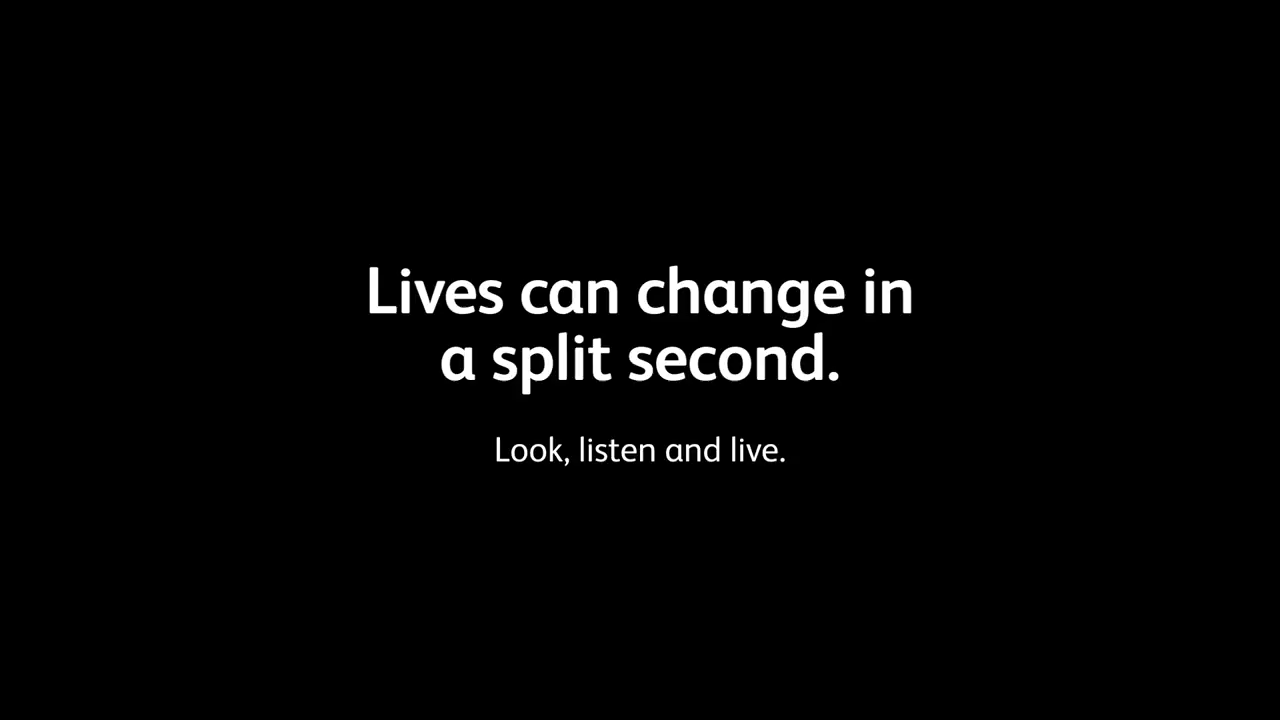 Lives can change in
a split second.
Look, listen and live.